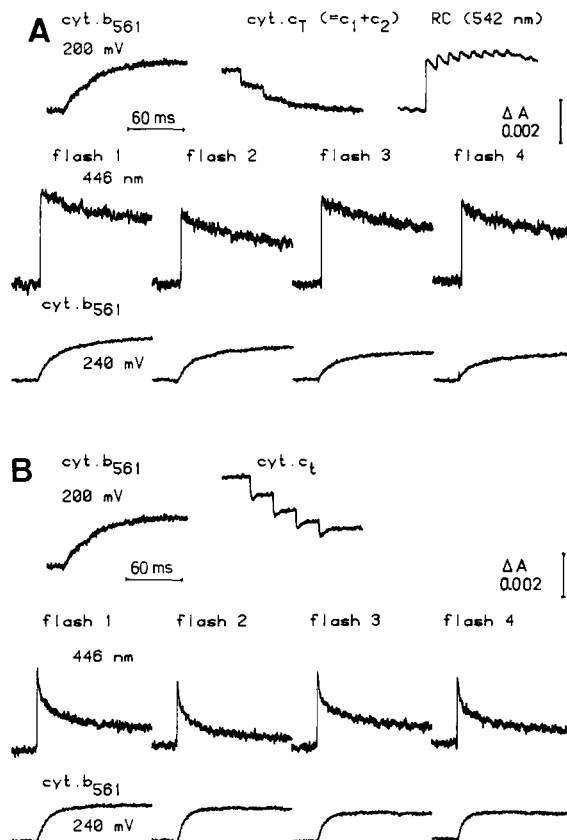 A
cyt.b561 cyt.cT (=c1+c2) RC (542 nm)
200 mV
60 ms
ΔA
0.002
flash 1 flash 2 flash 3 flash 4
446 nm
cyt.b561
240 mV
B
cyt.b561 cyt.ct
200 mV
60 ms
ΔA
0.002
flash 1 flash 2 flash 3 flash 4
446 nm
cyt.b561
240 mV